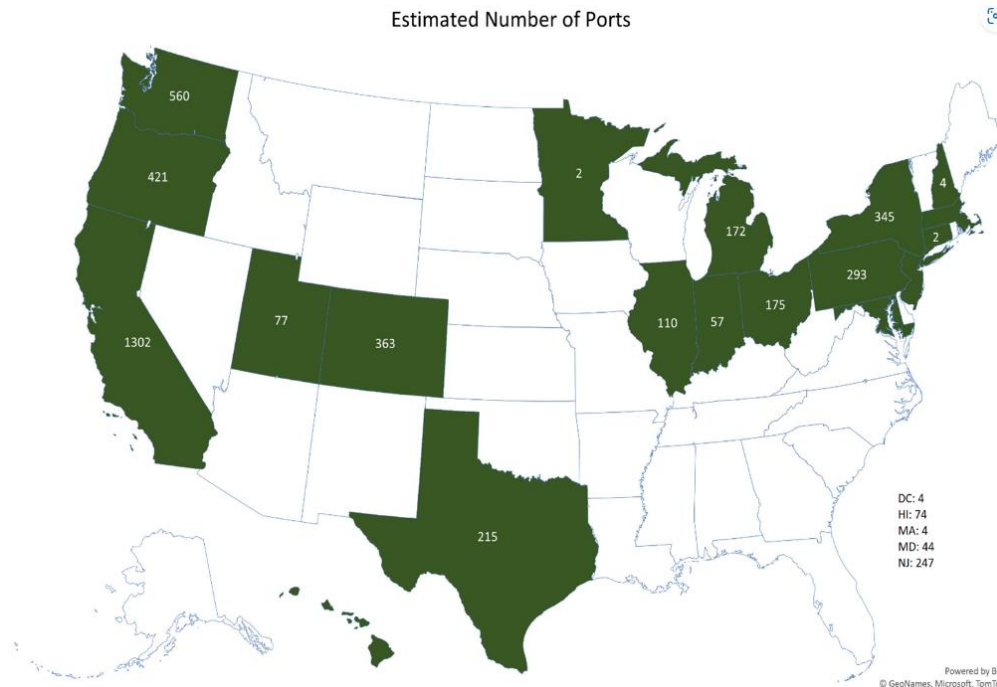 Estimated Number of Ports
560
421
2
4
345
172
2
293
175
77
110
57
363
1302
215
DC: 4
HI: 74
MA: 4
MD: 44
NJ: 247
Powered by B
© GeoNames, Microsoft, TomT